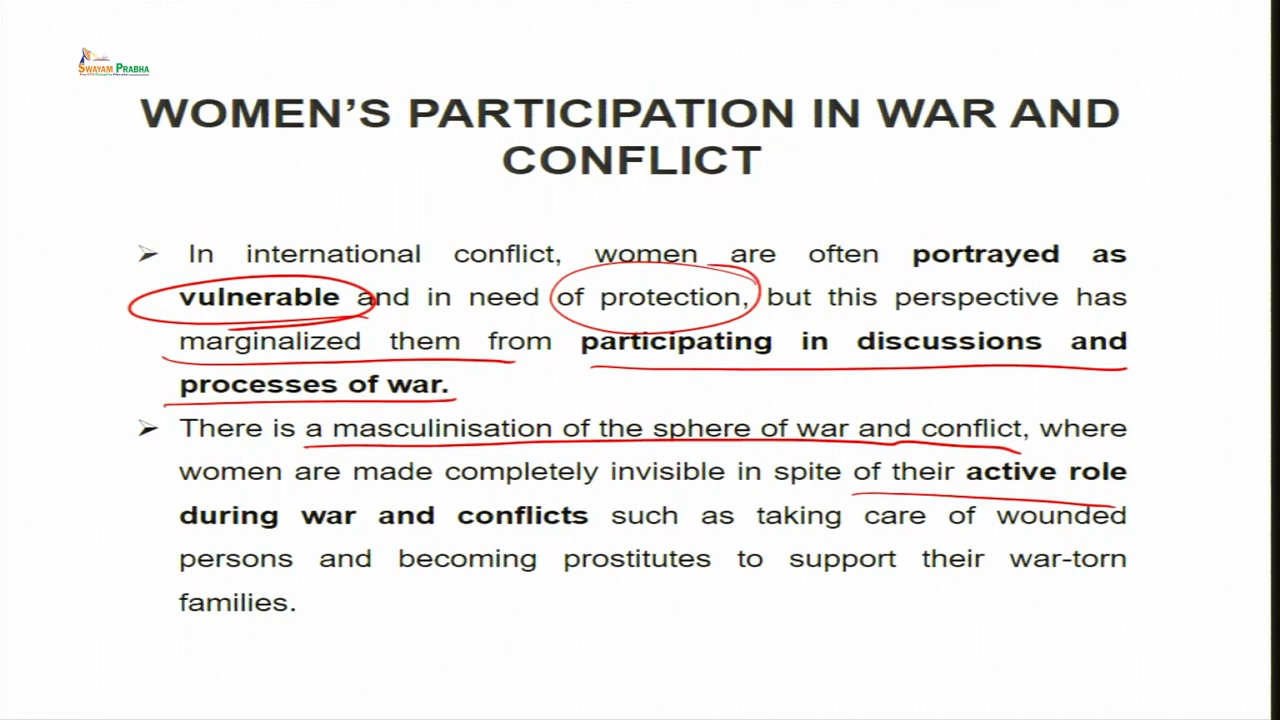 SWAYAM PRABHA
WOMEN’S PARTICIPATION IN WAR AND
CONFLICT
➢ In international conflict, women are often portrayed as
vulnerable and in need of protection, but this perspective has
marginalized them from participating in discussions and
processes of war.
➢ There is a masculinisation of the sphere of war and conflict, where
women are made completely invisible in spite of their active role
during war and conflicts such as taking care of wounded
persons and becoming prostitutes to support their war-torn
families.